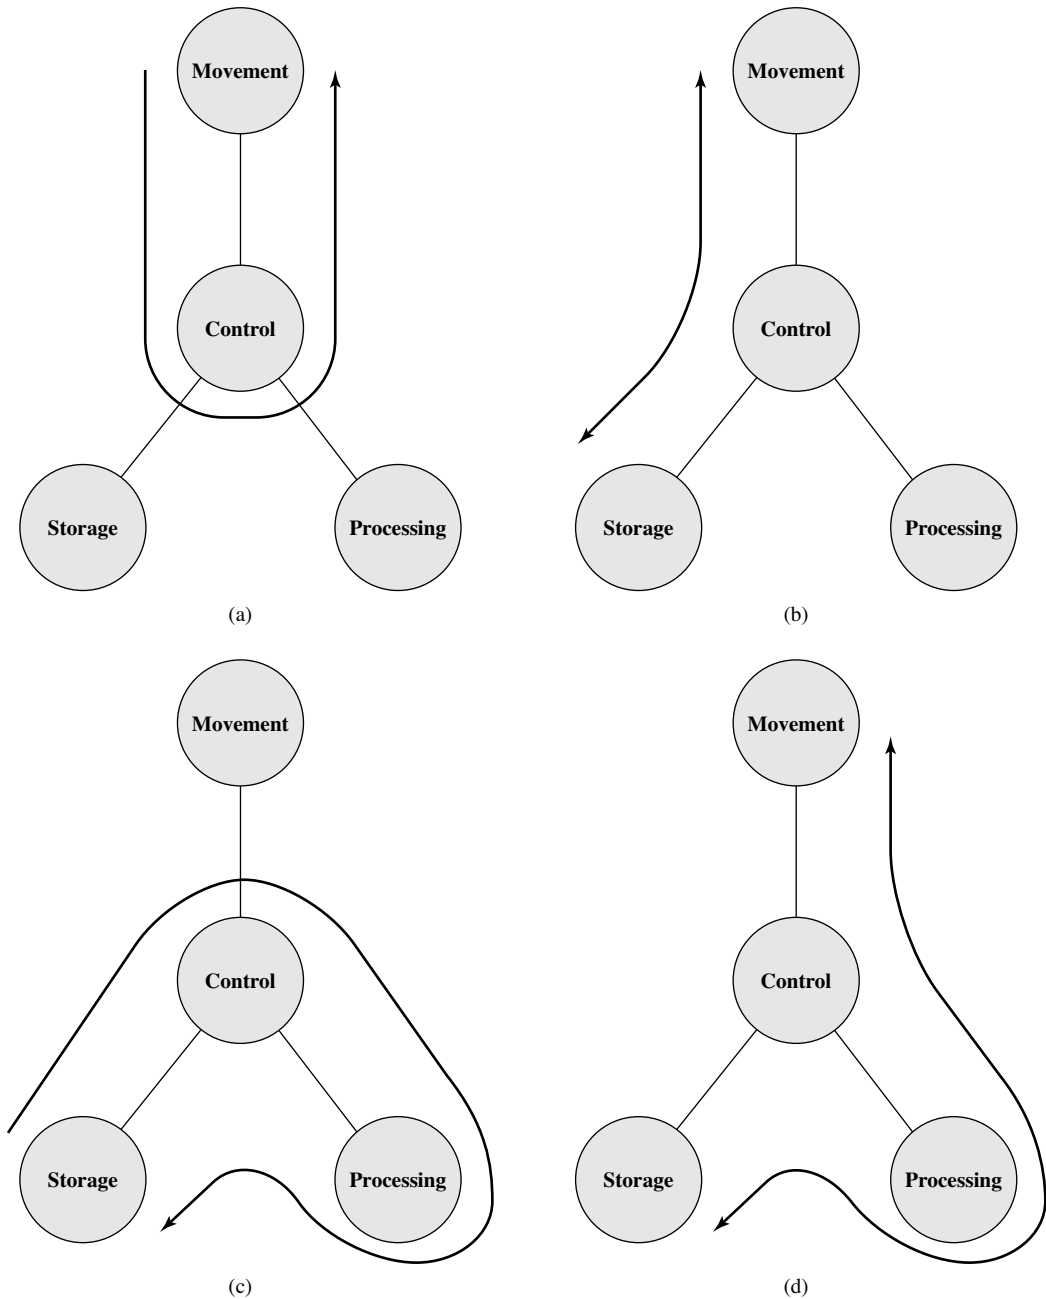 Movement
Movement
Control
Control
Storage
Processing
Storage
Processing
(a)
(b)
Movement
Movement
Control
Control
Storage
Processing
Storage
Processing
(c)
(d)